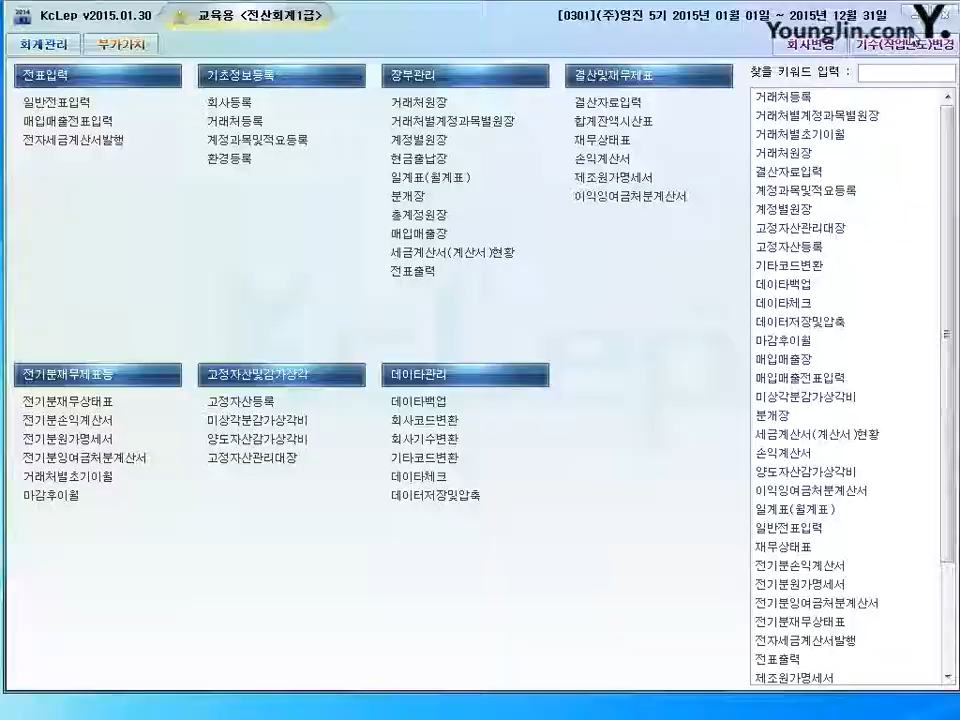 KcLep v2015.01.30
교육용 <전산회계1급>
[0301](주)영진 5기 2015년 01월 01일 ~ 2015년 12월 31일
YoungJin.com Y.
회계관리
부가가치
회사변경
기수(작업년도)변경
전표입력
일반전표입력
매입매출전표입력
전자세금계산서발행
기초정보등록
회사등록
거래처등록
계정과목및적요등록
환경등록
장부관리
거래처원장
거래처별계정과목별원장
계정별원장
현금출납장
일계표(월계표)
분개장
총계정원장
매입매출장
세금계산서(계산서)현황
전표출력
결산및재무제표
결산자료입력
합계잔액시산표
재무상태표
손익계산서
제조원가명세서
이익잉여금처분계산서
전기분재무제표등
전기분재무상태표
전기분손익계산서
전기분원가명세서
전기분잉여금처분계산서
거래처별초기이월
마감후이월
고정자산및감가상각
고정자산등록
미상각분감가상각비
양도자산감가상각비
고정자산관리대장
데이타관리
데이타백업
회사코드변환
회사기수변환
기타코드변환
데이타체크
데이터저장및압축
찾을 키워드 입력 :
거래처등록
거래처별계정과목별원장
거래처별초기이월
거래처원장
결산자료입력
계정과목및적요등록
계정별원장
고정자산관리대장
고정자산등록
기타코드변환
데이타백업
데이타체크
데이터저장및압축
마감후이월
매입매출장
매입매출전표입력
미상각분감가상각비
분개장
세금계산서(계산서)현황
손익계산서
양도자산감가상각비
이익잉여금처분계산서
일계표(월계표)
일반전표입력
재무상태표
전기분손익계산서
전기분원가명세서
전기분잉여금처분계산서
전기분재무상태표
전자세금계산서발행
전표출력
제조원가명세서
KcLep